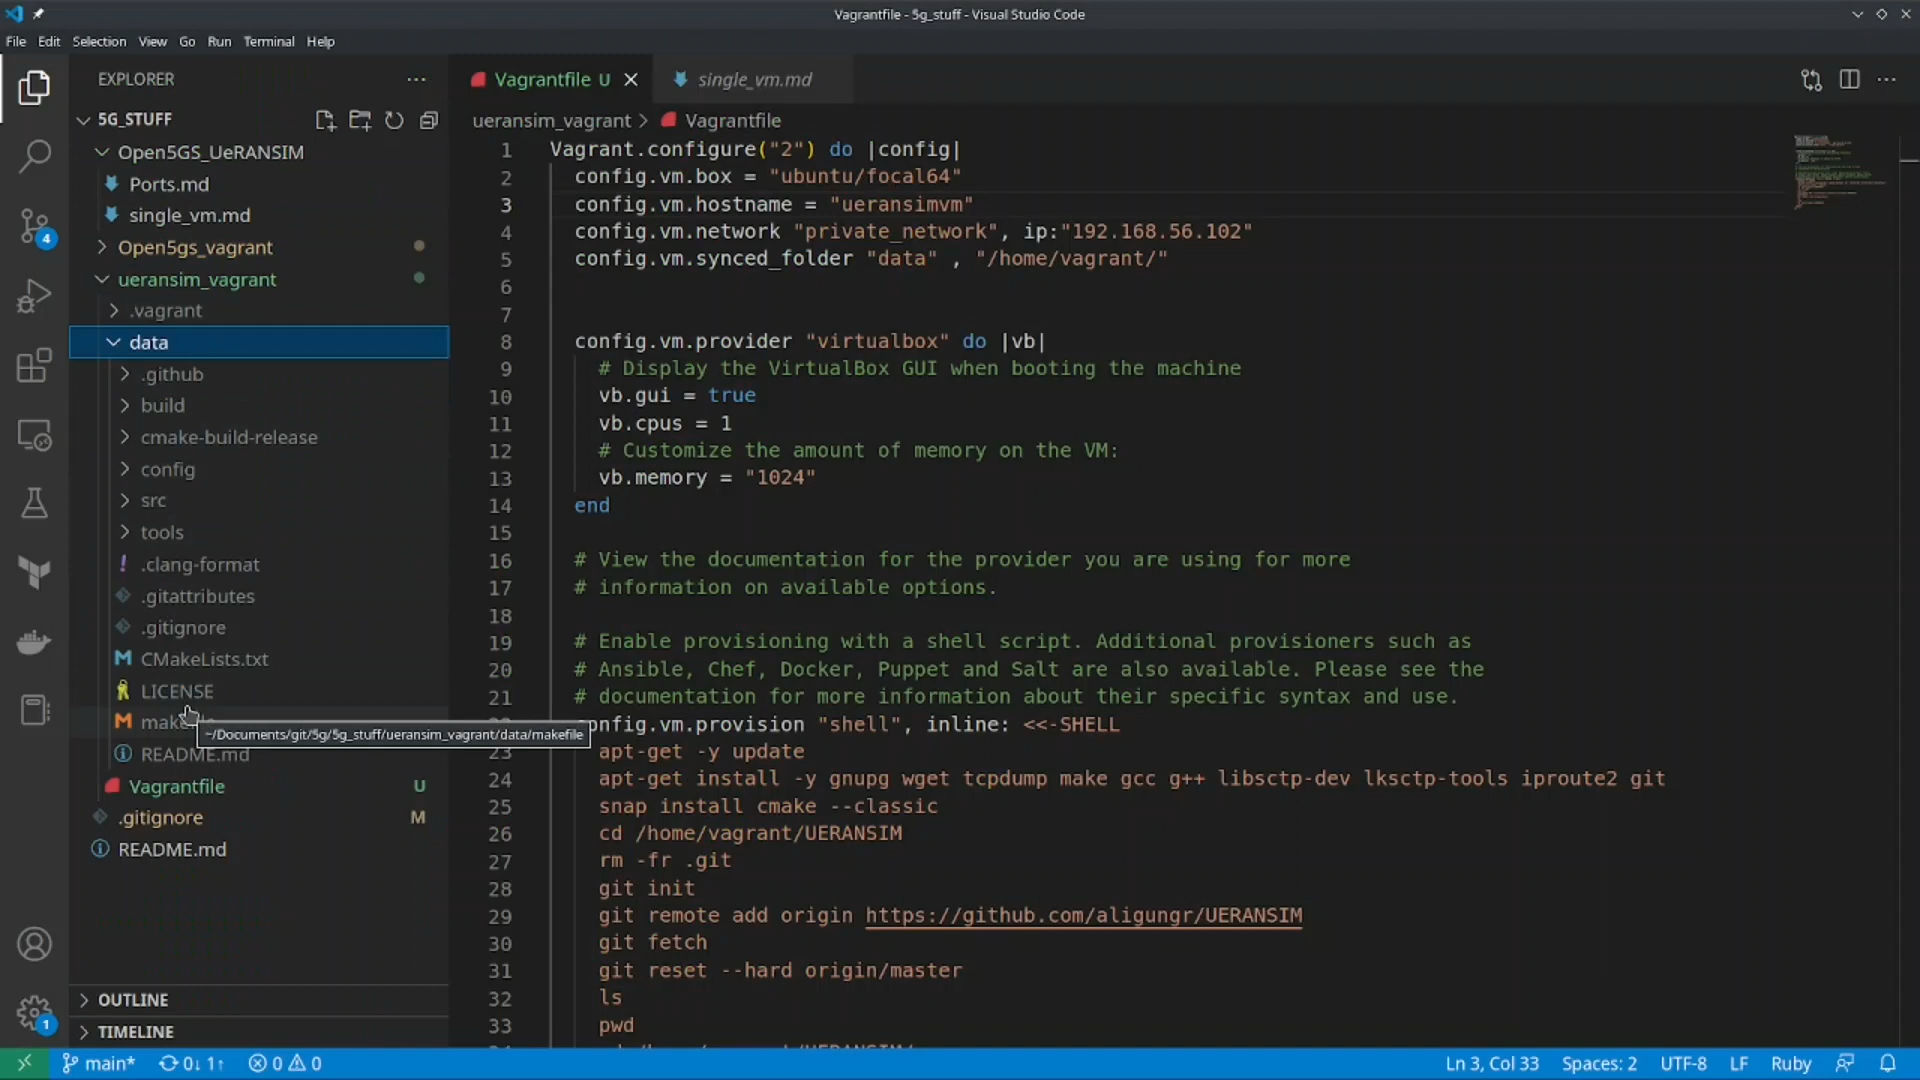 Vagrantfile - 5g_stuff - Visual Studio Code
File Edit Selection View Go Run Terminal Help
EXPLORER
5G_STUFF
Open5GS_UeRANSIM
Ports.md
single_vm.md
Open5gs_vagrant
ueransim_vagrant
.vagrant
data
.github
build
cmake-build-release
config
src
tools
.clang-format
.gitattributes
.gitignore
CMakeLists.txt
LICENSE
~/Documents/git/5g/5g_stuff/ueransim_vagrant/data/makefile
README.md
Vagrantfile U
.gitignore M
README.md
OUTLINE
TIMELINE
4
1
Vagrantfile U
single_vm.md
ueransim_vagrant > Vagrantfile
1 Vagrant.configure("2") do |config|
2 config.vm.box = "ubuntu/focal64"
3 config.vm.hostname = "ueransimvm"
4 config.vm.network "private_network", ip:"192.168.56.102"
5 config.vm.synced_folder "data" , "/home/vagrant/"
6
7
8 config.vm.provider "virtualbox" do |vb|
9 # Display the VirtualBox GUI when booting the machine
10 vb.gui = true
11 vb.cpus = 1
12 # Customize the amount of memory on the VM:
13 vb.memory = "1024"
14 end
15
16 # View the documentation for the provider you are using for more
17 # information on available options.
18
19 # Enable provisioning with a shell script. Additional provisioners such as
20 # Ansible, Chef, Docker, Puppet and Salt are also available. Please see the
21 # documentation for more information about their specific syntax and use.
onfig.vm.provision "shell", inline: <<-SHELL
23 apt-get -y update
24 apt-get install -y gnupg wget tcpdump make gcc g++ libsctp-dev lksctp-tools iproute2 git
25 snap install cmake --classic
26 cd /home/vagrant/UERANSIM
27 rm -fr .git
28 git init
29 git remote add origin https://github.com/aligungr/UERANSIM
30 git fetch
31 git reset --hard origin/master
32 ls
33 pwd
main* 0↓ 1↑ 0 0
Ln 3, Col 33 Spaces: 2 UTF-8 LF Ruby